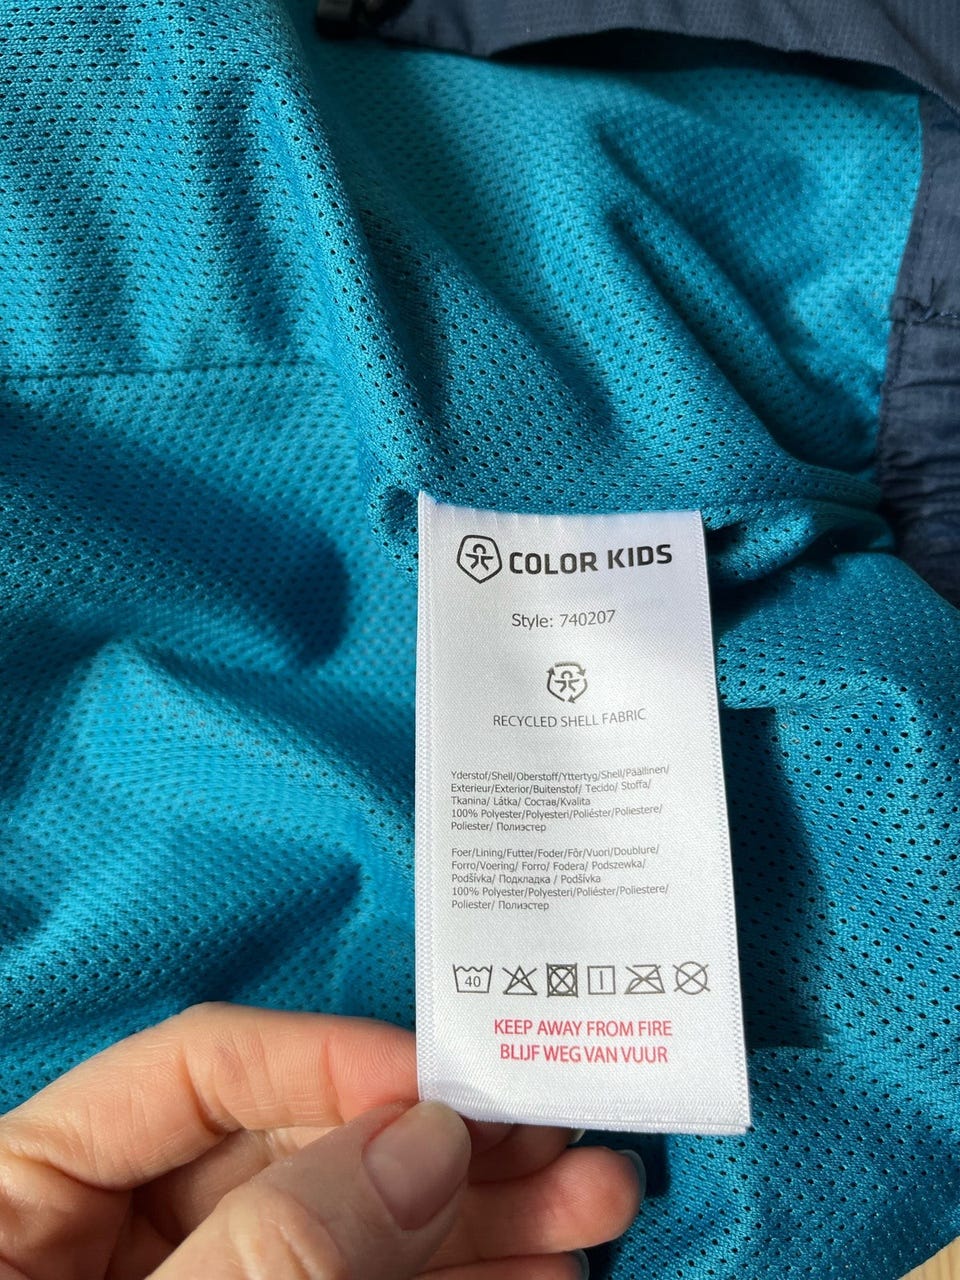 COLOR KIDS
Style: 740207
RECYCLED SHELL FABRIC
Yderstof/Shell/Oberstoff/Yttertyg/Shell/Päällinen/
Exterieur/Exterior/Buitenstof/ Tecido/ Stoffa/
Tkanina/ Látka/ Состав/Kvalita
100% Polyester/Polyesteri/Poliéster/Poliestere/
Poliester/ Полиэстер
Foer/Lining/Futter/Foder/Fôr/Vuori/Doublure/
Forro/Voering/ Forro/ Fodera/ Podszewka/
Podšívka/ Подкладка / Podšívka
100% Polyester/Polyesteri/Poliéster/Poliestere/
Poliester/ Полиэстер
40
KEEP AWAY FROM FIRE
BLIJF WEG VAN VUUR